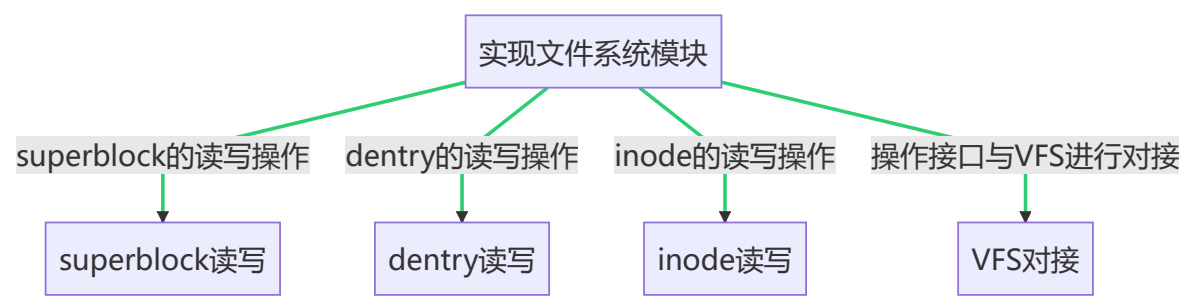 实现文件系统模块
superblock的读写操作
dentry的读写操作
inode的读写操作
操作接口与VFS进行对接
superblock读写
dentry读写
inode读写
VFS对接